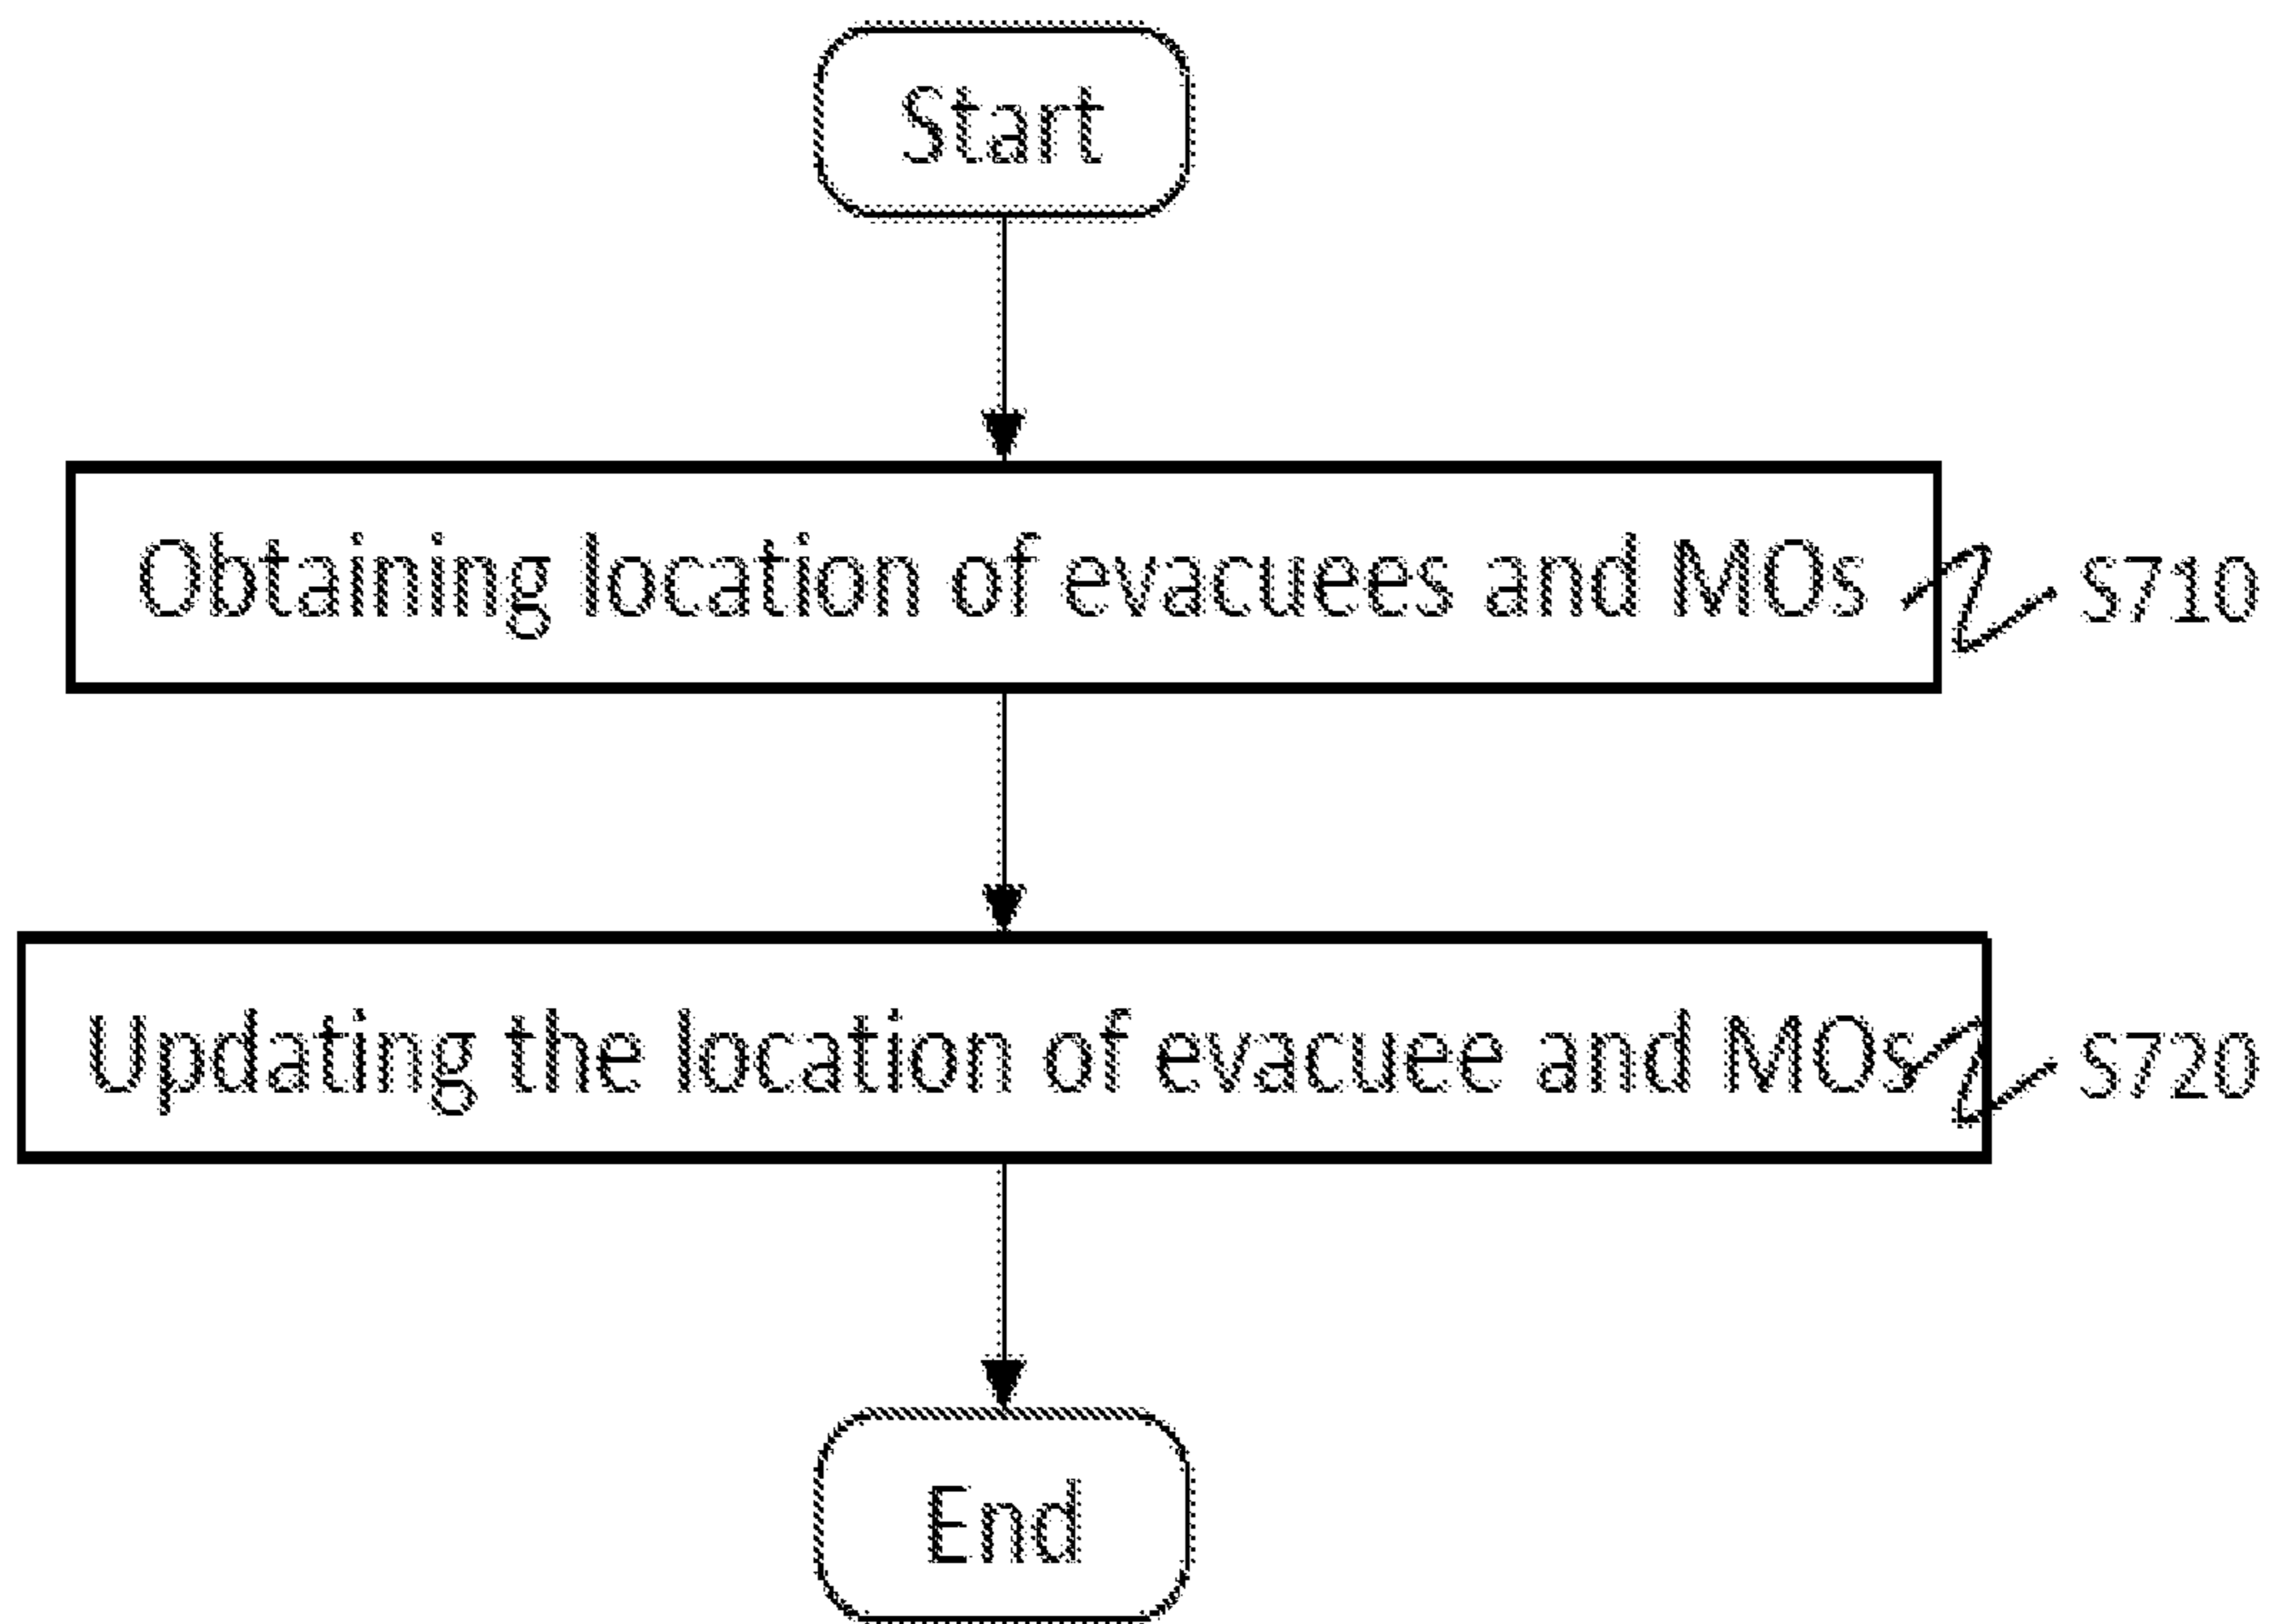 Start
Obtaining location of evacuees and MOs
S710
Updating the location of evacuee and MOs
S720
End